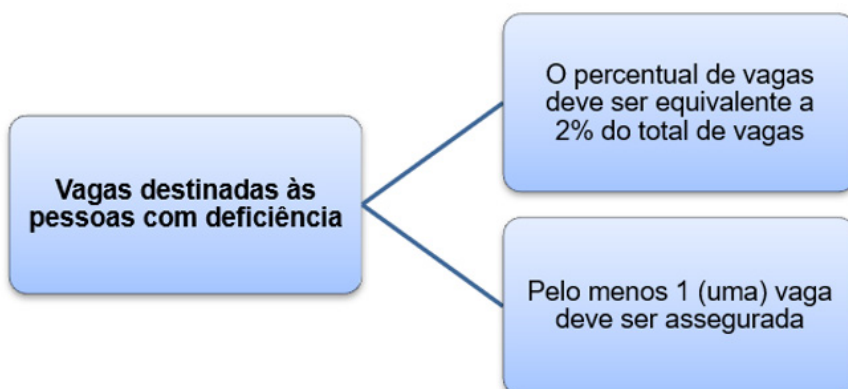 Vagas destinadas às
pessoas com deficiência
O percentual de vagas
deve ser equivalente a
2% do total de vagas
Pelo menos 1 (uma) vaga
deve ser assegurada